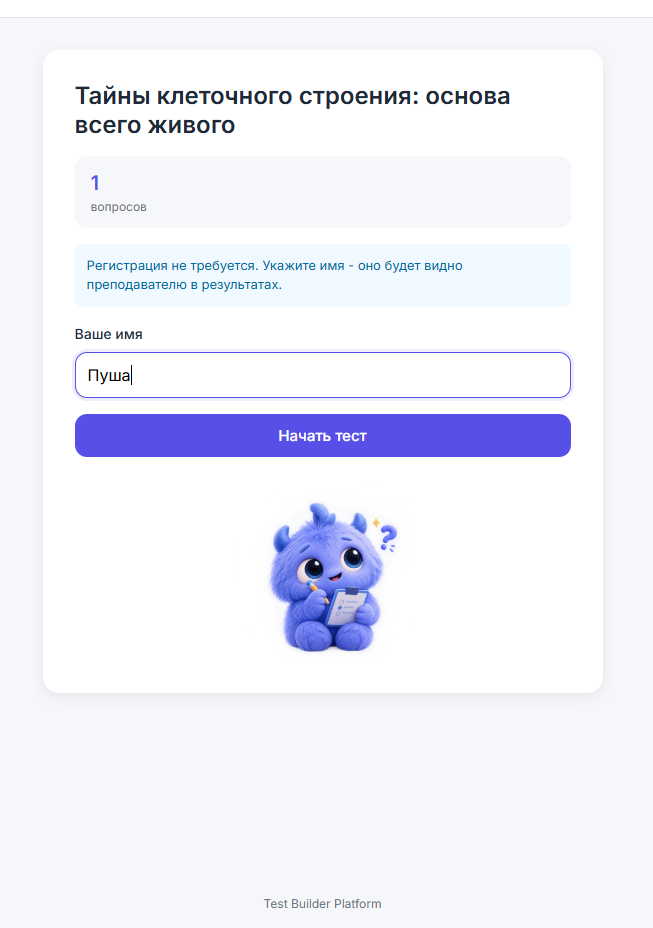 Тайны клеточного строения: основа
всего живого
1
вопросов
Регистрация не требуется. Укажите имя - оно будет видно
преподавателю в результатах.
Ваше имя
Пуша
Начать тест
?
Test Builder Platform